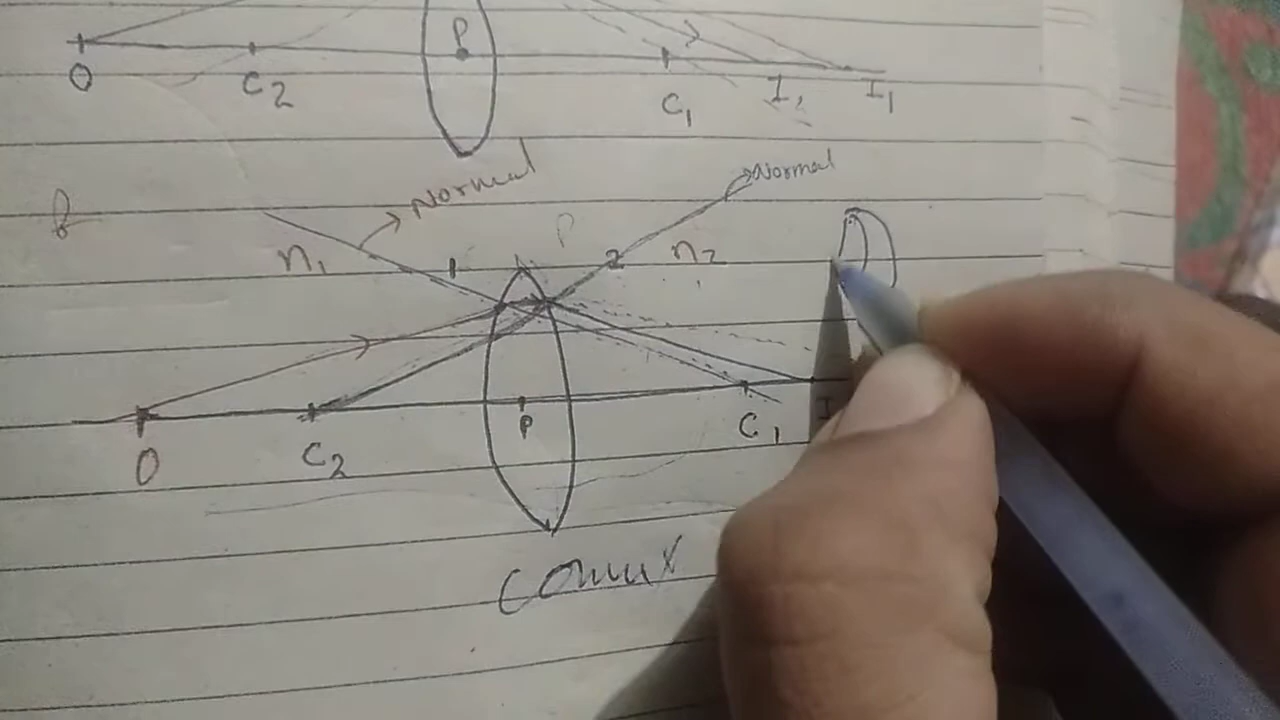 P
O C2 C1 I2 I1
Normal Normal
P
n1 1 2 n2
P
O C2 C1 I
Convex